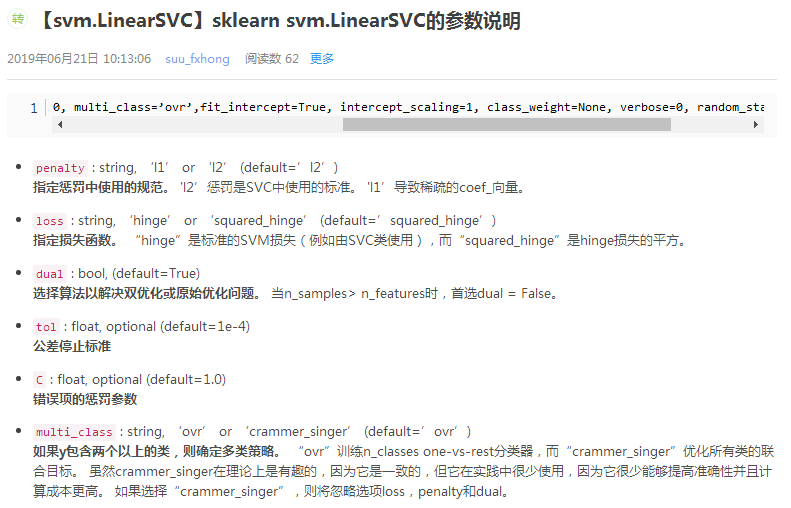 转 【svm.LinearSVC】sklearn svm.LinearSVC的参数说明
2019年06月21日 10:13:06 suu_fxhong 阅读数 62 更多
1 0, multi_class=’ovr’,fit_intercept=True, intercept_scaling=1, class_weight=None, verbose=0, random_sta
penalty : string, ‘l1’ or ‘l2’ (default=’l2’)
指定惩罚中使用的规范。 'l2’惩罚是SVC中使用的标准。 'l1’导致稀疏的coef_向量。
loss : string, ‘hinge’ or ‘squared_hinge’ (default=’squared_hinge’)
指定损失函数。 “hinge”是标准的SVM损失（例如由SVC类使用），而“squared_hinge”是hinge损失的平方。
dual : bool, (default=True)
选择算法以解决双优化或原始优化问题。 当n_samples> n_features时，首选dual = False。
tol : float, optional (default=1e-4)
公差停止标准
C : float, optional (default=1.0)
错误项的惩罚参数
multi_class : string, ‘ovr’ or ‘crammer_singer’ (default=’ovr’)
如果y包含两个以上的类，则确定多类策略。 “ovr”训练n_classes one-vs-rest分类器，而“crammer_singer”优化所有类的联
合目标。 虽然crammer_singer在理论上是有趣的，因为它是一致的，但它在实践中很少使用，因为它很少能够提高准确性并且计
算成本更高。 如果选择“crammer_singer”，则将忽略选项loss，penalty和dual。